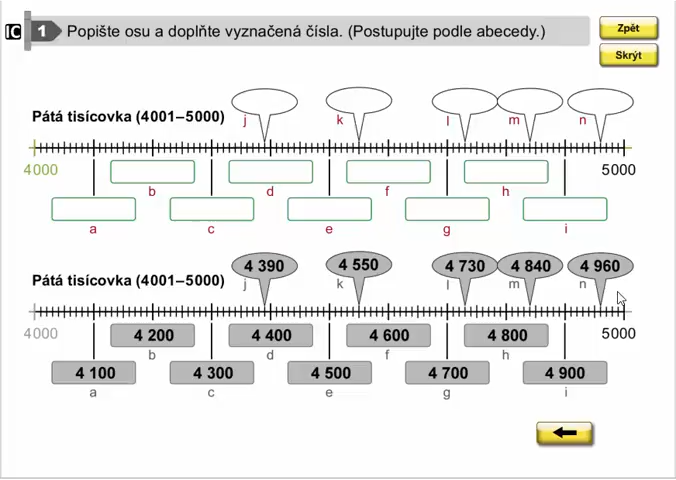 IC 1 Popište osu a doplňte vyznačená čísla. (Postupujte podle abecedy.)
Zpět
Skrýt
Pátá tisícovka (4001–5000)
j k l m n
4000 5000
b d f h
a c e g i
4 390 4 550 4 730 4 840 4 960
Pátá tisícovka (4001–5000)
j k l m n
4000 5000
4 200 4 400 4 600 4 800
b d f h
4 100 4 300 4 500 4 700 4 900
a c e g i